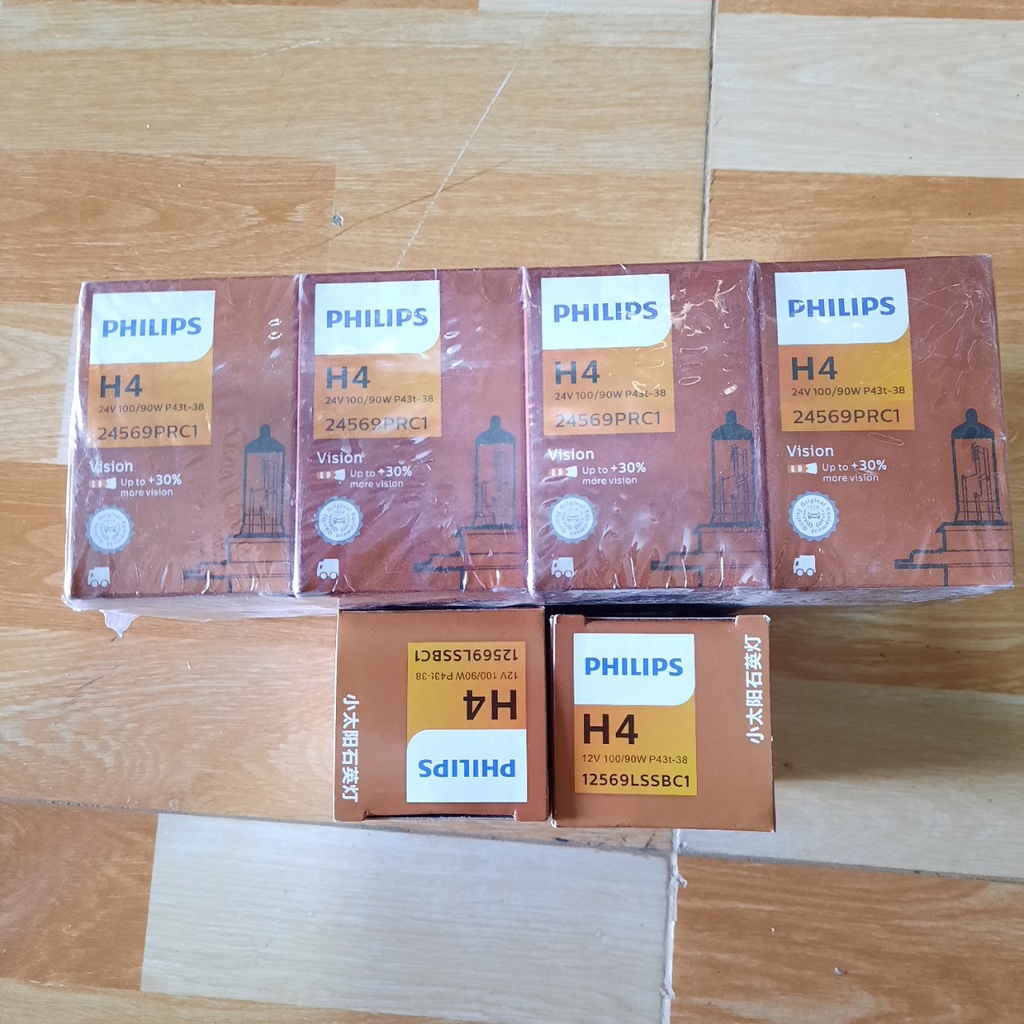 PHILIPS
H4
24V 100/90W P43t-38
24569PRC1
Vision
Up to +30%
more vision
PHILIPS
H4
24V 100/90W P43t-38
24569PRC1
Vision
Up to +30%
more vision
PHILIPS
H4
24V 100/90W P43t-38
24569PRC1
Vision
Up to +30%
more vision
PHILIPS
H4
24V 100/90W P43t-38
24569PRC1
Vision
Up to +30%
more vision
PHILIPS
H4
12V 100/90W P43t-38
12569LSSBC1
小太阳石英灯
PHILIPS
H4
12V 100/90W P43t-38
12569LSSBC1
小太阳石英灯